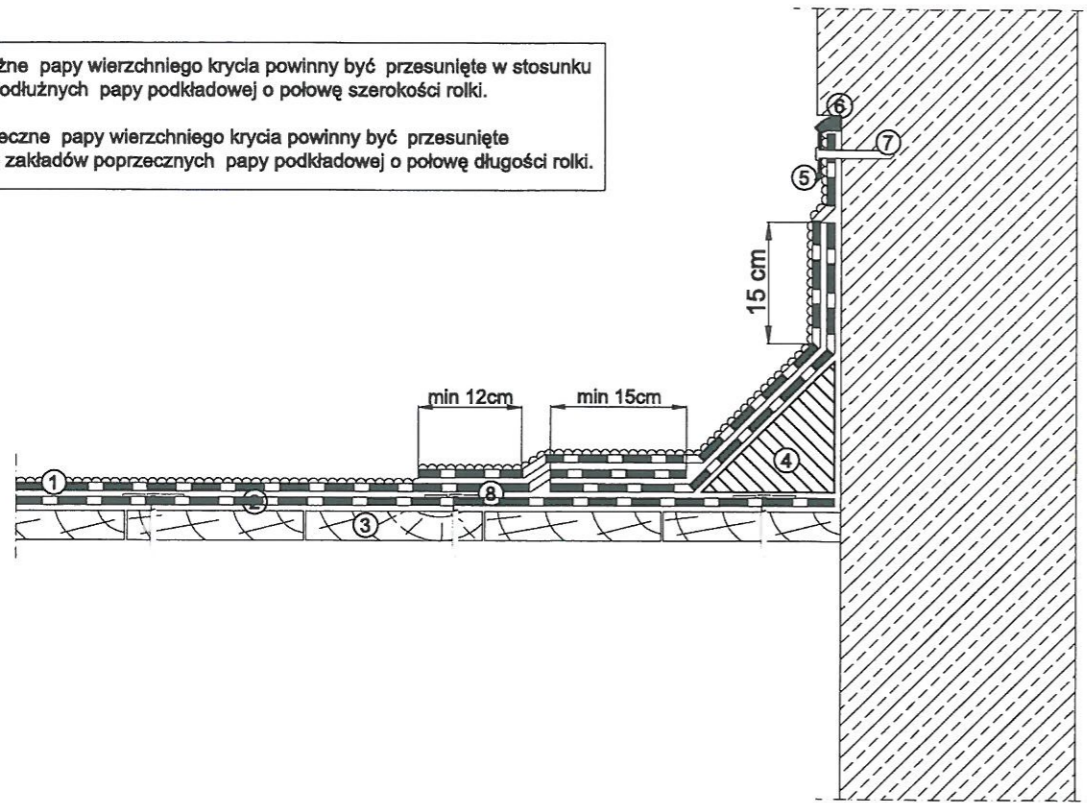 żne papy wierzchniego krycia powinny być przesunięte w stosunku
odłużnych papy podkładowej o połowę szerokości rolki.
eczne papy wierzchniego krycia powinny być przesunięte
zakładów poprzecznych papy podkładowej o połowę długości rolki.
6
7
5
15 cm
min 12cm
min 15cm
4
1
2
8
3